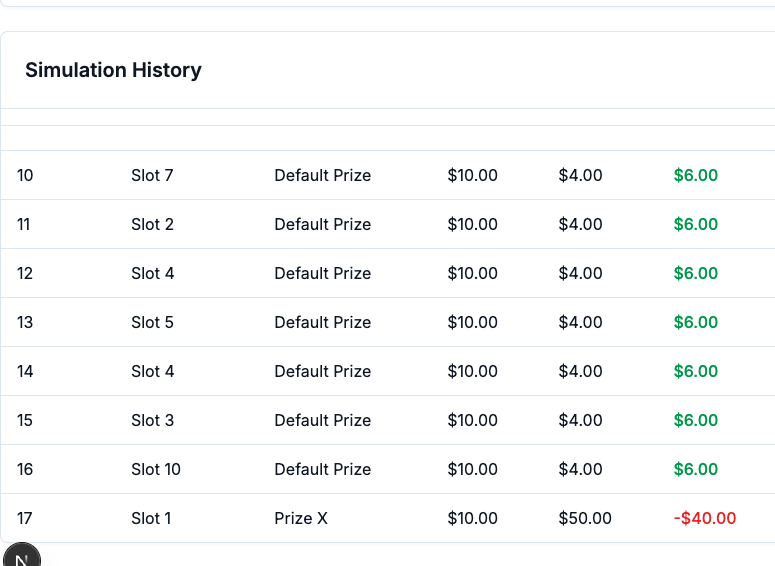 Simulation History
10 Slot 7 Default Prize $10.00 $4.00 $6.00
11 Slot 2 Default Prize $10.00 $4.00 $6.00
12 Slot 4 Default Prize $10.00 $4.00 $6.00
13 Slot 5 Default Prize $10.00 $4.00 $6.00
14 Slot 4 Default Prize $10.00 $4.00 $6.00
15 Slot 3 Default Prize $10.00 $4.00 $6.00
16 Slot 10 Default Prize $10.00 $4.00 $6.00
17 Slot 1 Prize X $10.00 $50.00 -$40.00
N